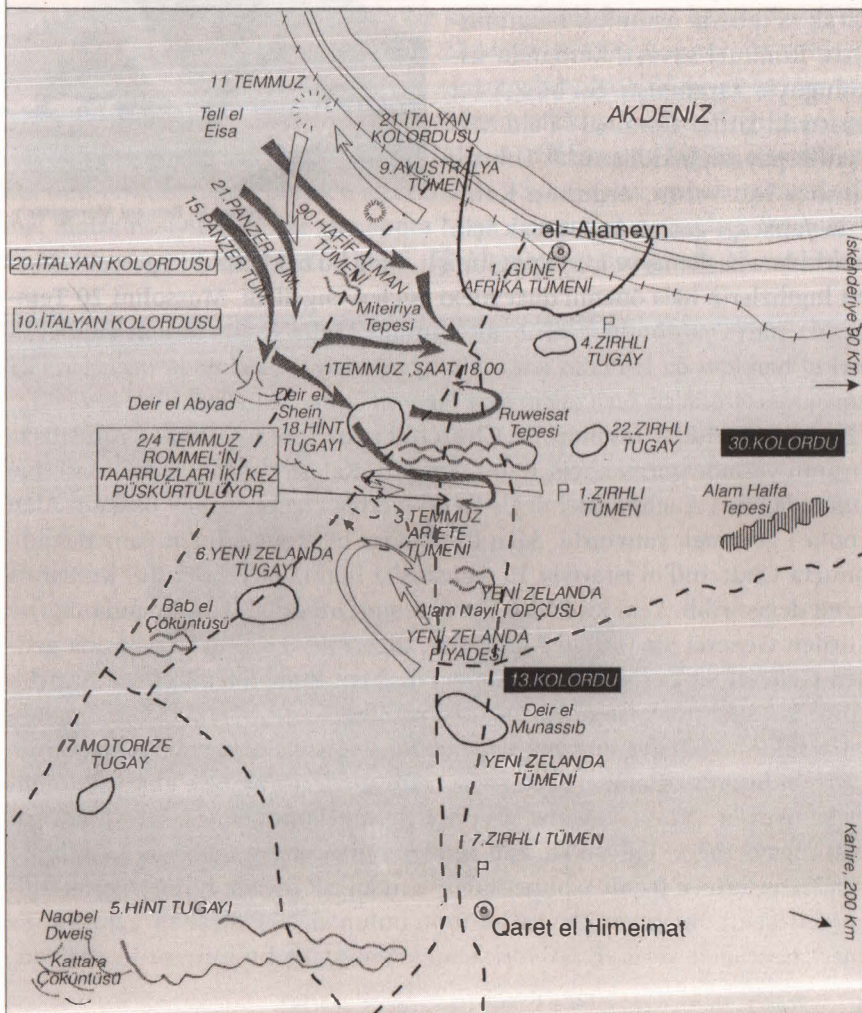 11 TEMMUZ
Tell el
Eisa
21.İTALYAN
KOLORDUSU
AKDENİZ
9.AVUSTRALYA
TÜMENİ
21.PANZER TÜM.
15.PANZER TÜM.
90.HAFİF ALMAN
TÜMENİ
el-Alameyn
GÜNEY
AFRİKA TÜMENİ
20.İTALYAN KOLORDUSU
10.İTALYAN KOLORDUSU
Miteiriya
Tepesi
4.ZIRHLI
TUGAY
İskenderiye 90 Km
1TEMMUZ ,SAAT 18.00
Deir el Abyad
Deir el
Shein
18.HİNT
TUGAYI
Ruweisat
Tepesi
22.ZIRHLI
TUGAY
30.KOLORDU
2/4 TEMMUZ
ROMMEL'İN
TAARRUZLARI İKİ KEZ
PÜSKÜRTÜLÜYOR
1.ZIRHLI
TÜMEN
Alam Halfa
Tepesi
3.TEMMUZ
ARIETE
TÜMENİ
6.YENİ ZELANDA
TUGAYI
YENİ ZELANDA
Alam Nayıl TOPÇUSU
Bab el
Çöküntüsü
YENİ ZELANDA
PİYADESİ
13.KOLORDU
Deir el
Munassıb
7.MOTORİZE
TUGAY
YENİ ZELANDA
TÜMENİ
7.ZIRHLI TÜMEN
Kahire, 200 Km
5.HİNT TUGAYI
Naqbel
Dweis
Qaret el Himeimat
Kattara
Çöküntüsü